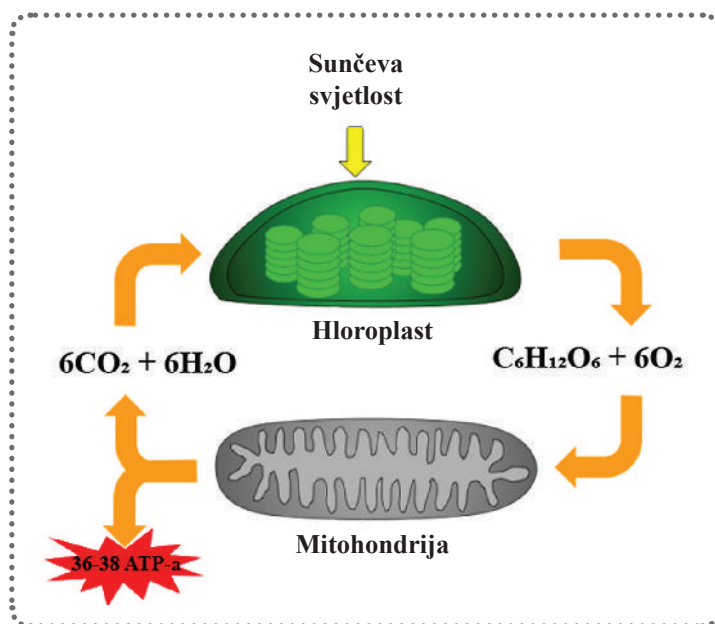 Sunčeva
svjetlost
Hloroplast
6CO₂ + 6H₂O
C₆H₁₂O₆ + 6O₂
Mitohondrija
36-38 ATP-a